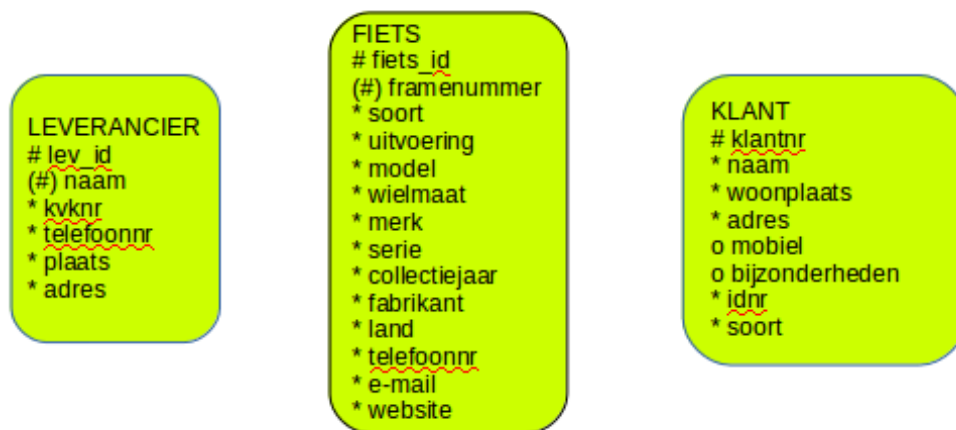 LEVERANCIER
# lev_id
(#) naam
* kvknr
* telefoonnr
* plaats
* adres
FIETS
# fiets_id
(#) framenummer
* soort
* uitvoering
* model
* wielmaat
* merk
* serie
* collectiejaar
* fabrikant
* land
* telefoonnr
* e-mail
* website
KLANT
# klantnr
* naam
* woonplaats
* adres
o mobiel
o bijzonderheden
* idnr
* soort